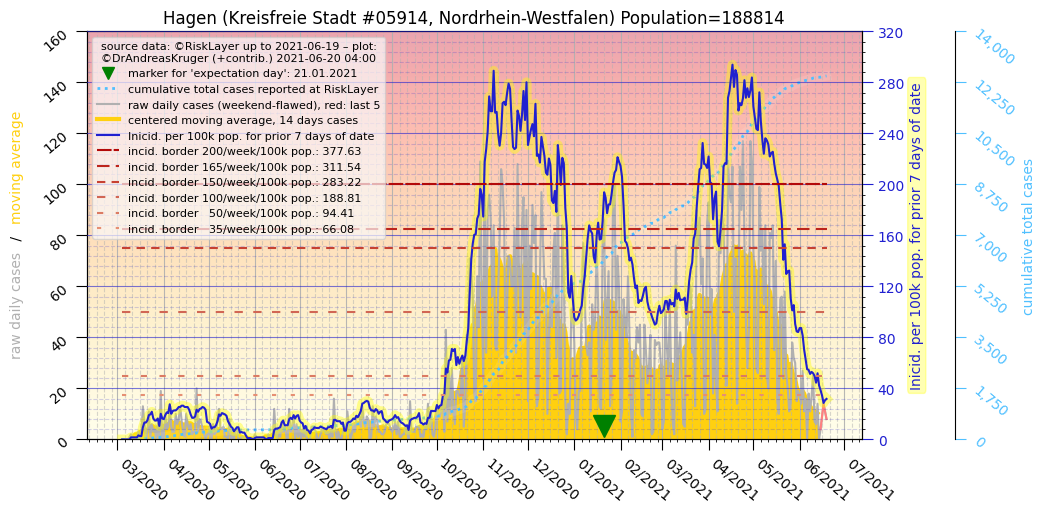 Hagen (Kreisfreie Stadt #05914, Nordrhein-Westfalen) Population=188814
source data: ©RiskLayer up to 2021-06-19 – plot:
©DrAndreasKruger (+contrib.) 2021-06-20 04:00
marker for 'expectation day': 21.01.2021
cumulative total cases reported at RiskLayer
raw daily cases (weekend-flawed), red: last 5
centered moving average, 14 days cases
Inicid. per 100k pop. for prior 7 days of date
incid. border 200/week/100k pop.: 377.63
incid. border 165/week/100k pop.: 311.54
incid. border 150/week/100k pop.: 283.22
incid. border 100/week/100k pop.: 188.81
incid. border 50/week/100k pop.: 94.41
incid. border 35/week/100k pop.: 66.08
raw daily cases / moving average
160
140
120
100
80
60
40
20
0
03/2020
04/2020
05/2020
06/2020
07/2020
08/2020
09/2020
10/2020
11/2020
12/2020
01/2021
02/2021
03/2021
04/2021
05/2021
06/2021
07/2021
320
280
240
200
160
120
80
40
0
Inicid. per 100k pop. for prior 7 days of date
14,000
12,250
10,500
8,750
7,000
5,250
3,500
1,750
0
cumulative total cases